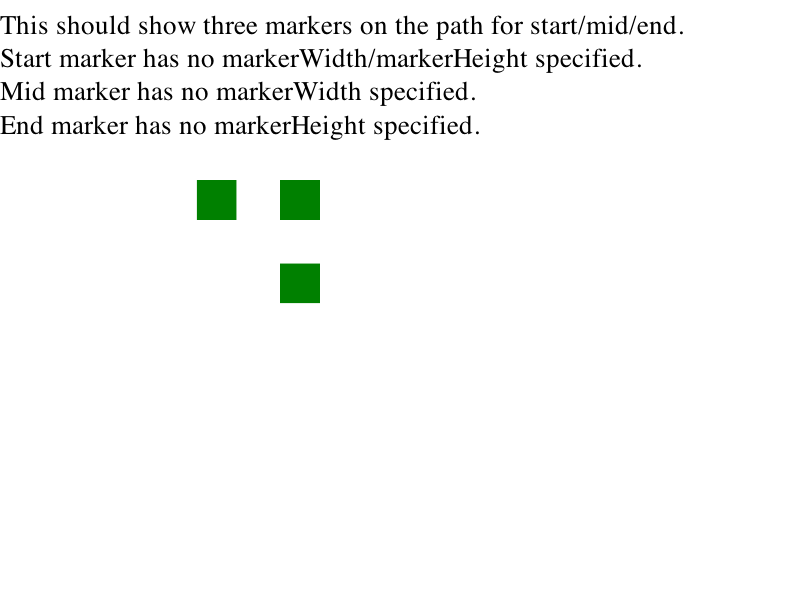 This should show three markers on the path for start/mid/end.
Start marker has no markerWidth/markerHeight specified.
Mid marker has no markerWidth specified.
End marker has no markerHeight specified.